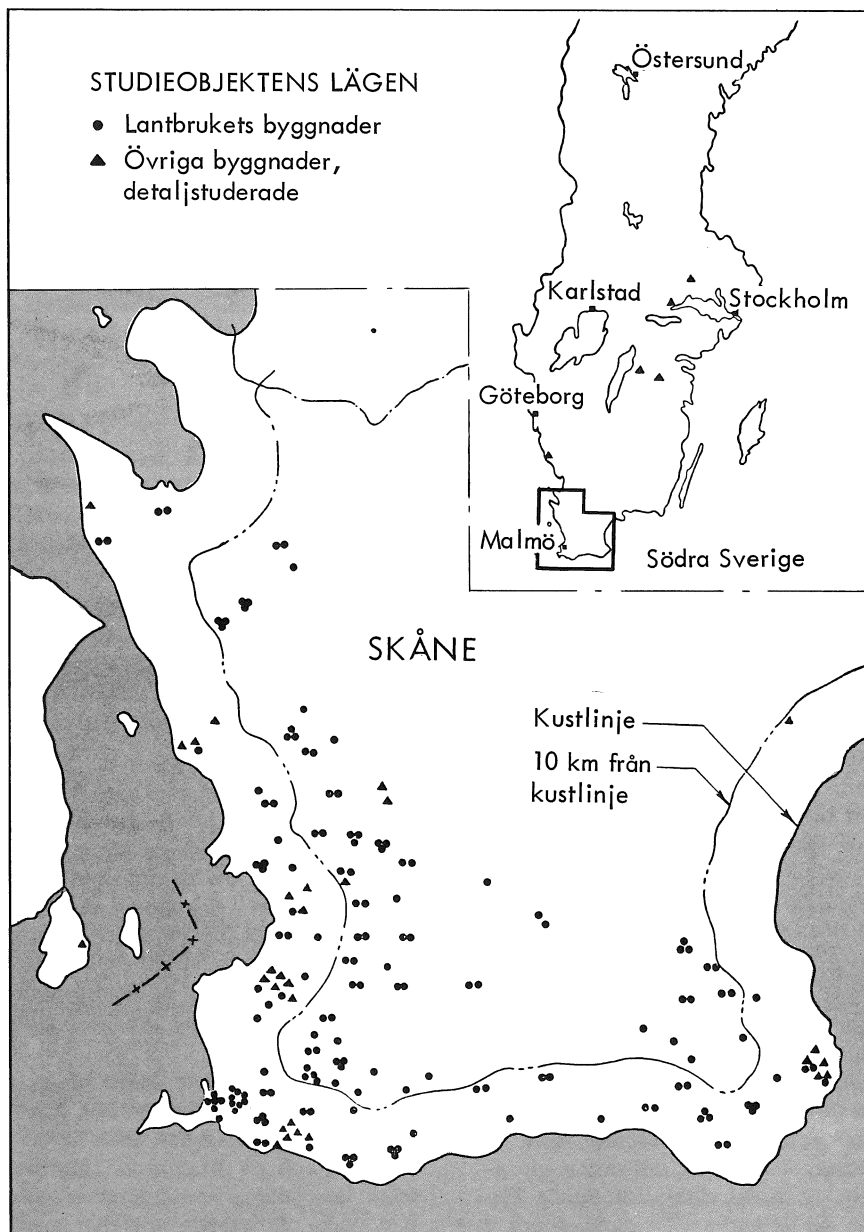 STUDIEOBJEKTENS LÄGEN
Lantbrukets byggnader
Övriga byggnader,
detaljstuderade
Östersund
Karlstad
Stockholm
Göteborg
Malmö
Södra Sverige
SKÅNE
Kustlinje
10 km från
kustlinje